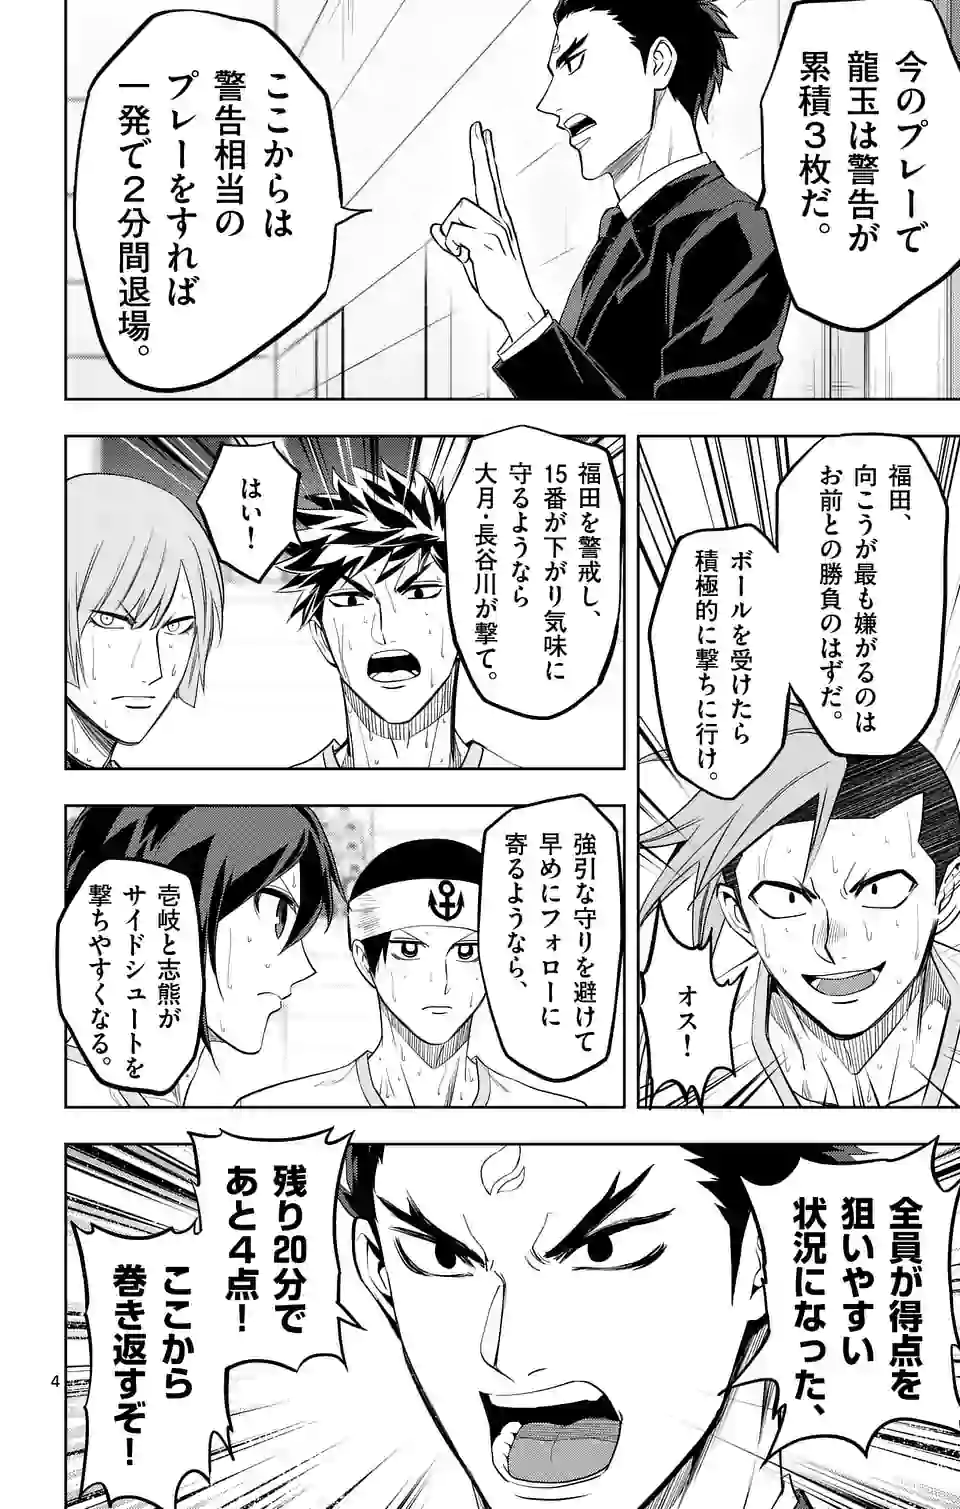 今のプレーで
龍玉は警告が
累積3枚だ。
ここからは
警告相当の
プレーをすれば
一発で2分間退場。
福田、
向こうが最も嫌がるのは
お前との勝負のはずだ。
ボールを受けたら
積極的に撃ちに行け。
オス!
福田を警戒し、
15番が下がり気味に
守るようなら
大月・長谷川が撃て。
はい!
強引な守りを避けて
早めにフォローに
寄るようなら、
壱岐と志熊が
サイドシュートを
撃ちやすくなる。
全員が得点を
狙いやすい
状況になった、
残り20分で
あと4点!
ここから
巻き返すぞ!
4